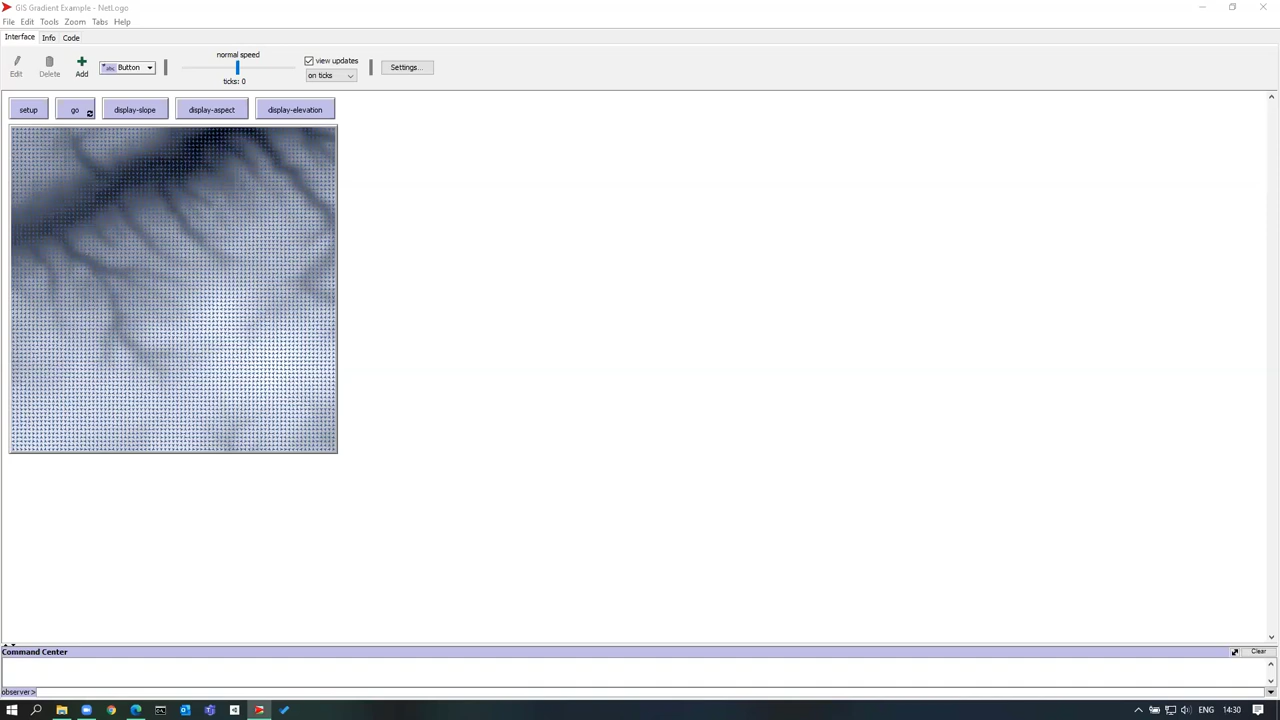 GIS Gradient Example - NetLogo
File Edit Tools Zoom Tabs Help
Interface Info Code
Edit Delete Add abc Button normal speed ticks: 0 view updates on ticks Settings...
setup go display-slope display-aspect display-elevation
Command Center Clear
observer>
ENG 14:30